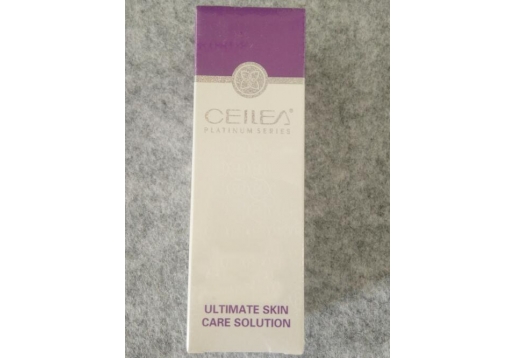 CEILEA®
PLATINUM SERIES
ULTIMATE SKIN
CARE SOLUTION